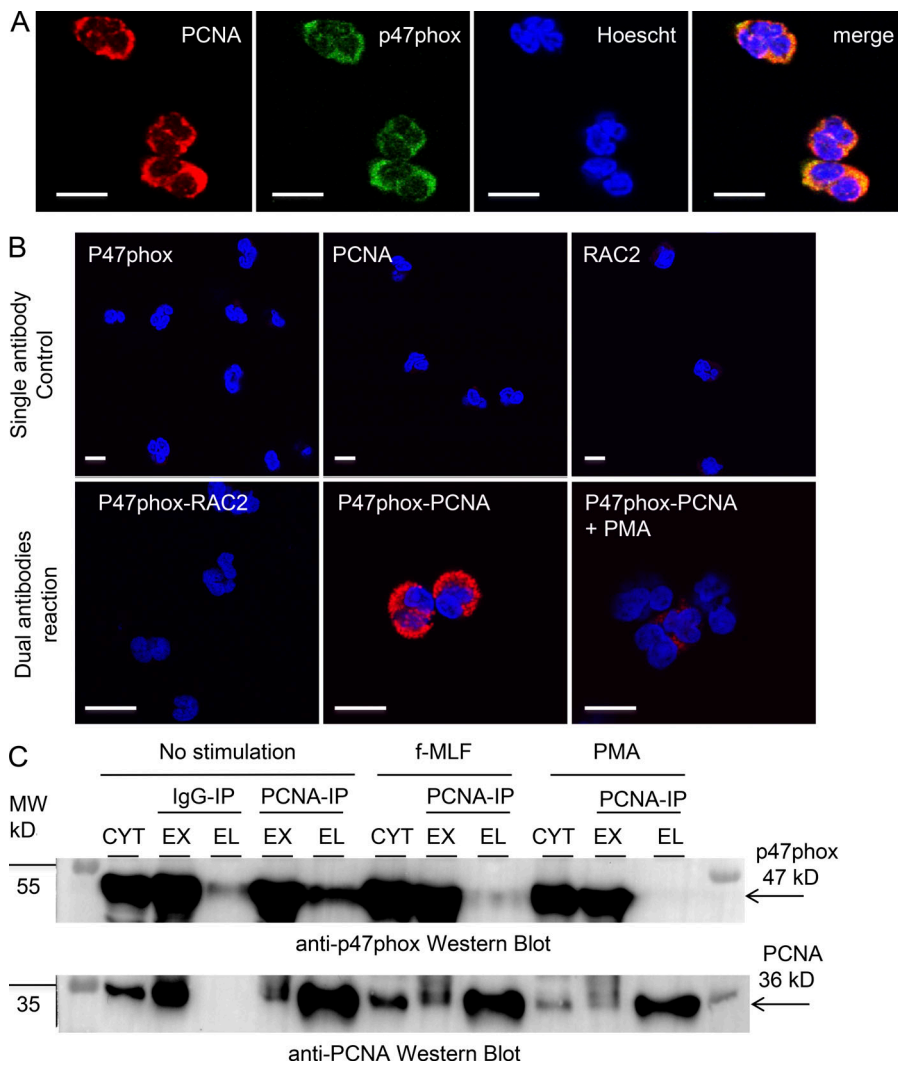 A
PCNA
p47phox
Hoescht
merge
B
Single antibody
Control
P47phox
PCNA
RAC2
Dual antibodies
reaction
P47phox-RAC2
P47phox-PCNA
P47phox-PCNA
+ PMA
C
No stimulation
f-MLF
PMA
MW
kD
IgG-IP
PCNA-IP
PCNA-IP
PCNA-IP
CYT
EX
EL
EX
EL
CYT
EX
EL
CYT
EX
EL
55
p47phox
47 kD
anti-p47phox Western Blot
35
PCNA
36 kD
anti-PCNA Western Blot